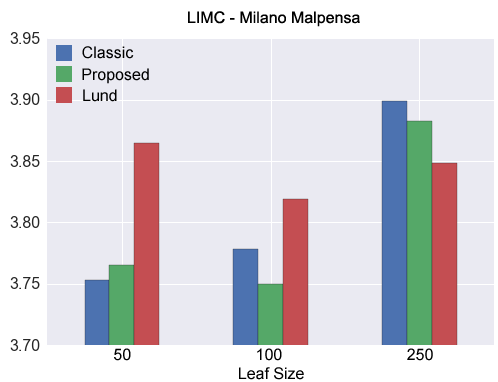 LIMC - Milano Malpensa
3.95
Classic
Proposed
Lund
3.90
3.85
3.80
3.75
3.70
50 100 250
Leaf Size